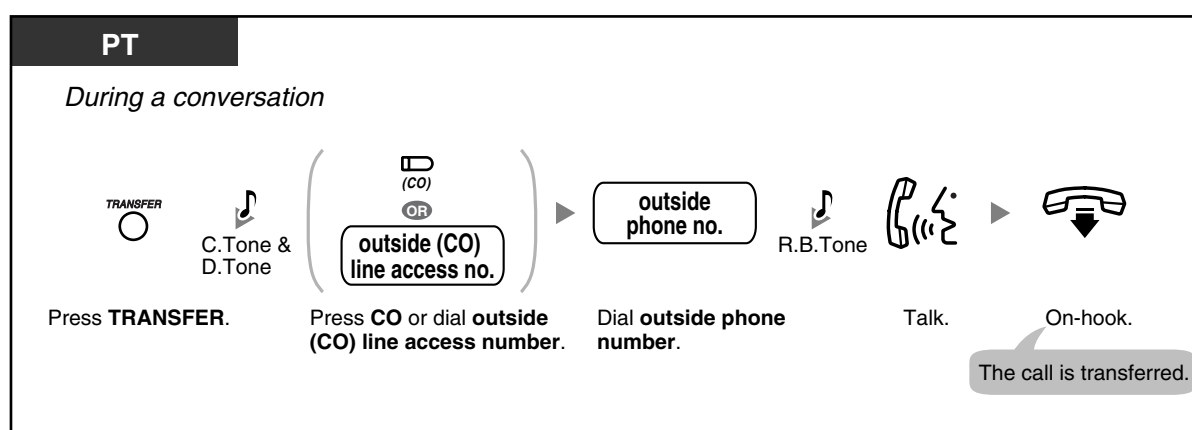 PT
During a conversation
TRANSFER
C.Tone &
D.Tone
(CO)
OR
outside (CO)
line access no.
outside
phone no.
R.B.Tone
Press TRANSFER.
Press CO or dial outside
(CO) line access number.
Dial outside phone
number.
Talk.
On-hook.
The call is transferred.